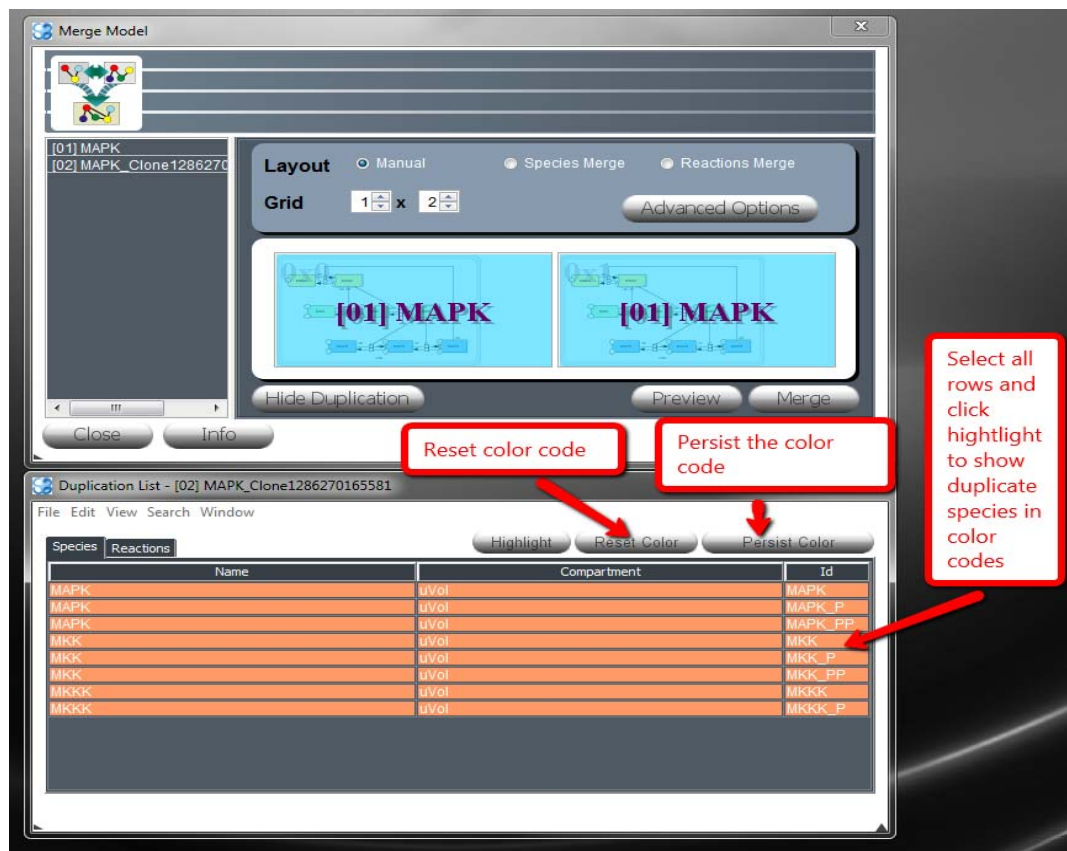 Merge Model
[01] MAPK
[02] MAPK_Clone1286270
Layout Manual Species Merge Reactions Merge
Grid 1 x 2
Advanced Options
0x0
[01] MAPK
0x1
[01] MAPK
Hide Duplication Preview Merge
Close Info
Reset color code
Persist the color
code
Select all
rows and
click
hightlight
to show
duplicate
species in
color
codes
Duplication List - [02] MAPK_Clone1286270165581
File Edit View Search Window
Species Reactions
Highlight Reset Color Persist Color
Name Compartment Id
MAPK uVol MAPK
MAPK uVol MAPK_P
MAPK uVol MAPK_PP
MKK uVol MKK
MKK uVol MKK_P
MKK uVol MKK_PP
MKKK uVol MKKK
MKKK uVol MKKK_P